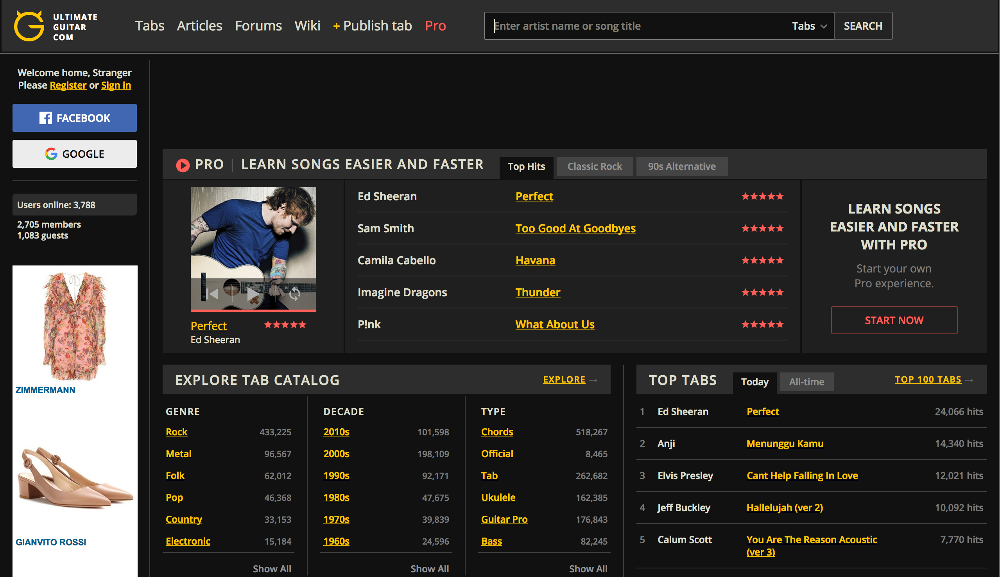 ULTIMATE
GUITAR
COM
Tabs Articles Forums Wiki + Publish tab Pro
Enter artist name or song title Tabs SEARCH
Welcome home, Stranger
Please Register or Sign in
FACEBOOK
GOOGLE
Users online: 3,788
2,705 members
1,083 guests
ZIMMERMANN
GIANVITO ROSSI
PRO | LEARN SONGS EASIER AND FASTER Top Hits Classic Rock 90s Alternative
Perfect
Ed Sheeran
Ed Sheeran Perfect
Sam Smith Too Good At Goodbyes
Camila Cabello Havana
Imagine Dragons Thunder
P!nk What About Us
LEARN SONGS
EASIER AND FASTER
WITH PRO
Start your own
Pro experience.
START NOW
EXPLORE TAB CATALOG EXPLORE →
GENRE
Rock 433,225
Metal 96,567
Folk 62,012
Pop 46,368
Country 33,153
Electronic 15,184
Show All
DECADE
2010s 101,598
2000s 198,109
1990s 92,171
1980s 47,675
1970s 39,839
1960s 24,596
Show All
TYPE
Chords 518,267
Official 8,465
Tab 262,682
Ukulele 162,385
Guitar Pro 176,843
Bass 82,245
Show All
TOP TABS Today All-time TOP 100 TABS →
1 Ed Sheeran Perfect 24,066 hits
2 Anji Menunggu Kamu 14,340 hits
3 Elvis Presley Cant Help Falling In Love 12,021 hits
4 Jeff Buckley Hallelujah (ver 2) 10,092 hits
5 Calum Scott You Are The Reason Acoustic 7,770 hits
(ver 3)